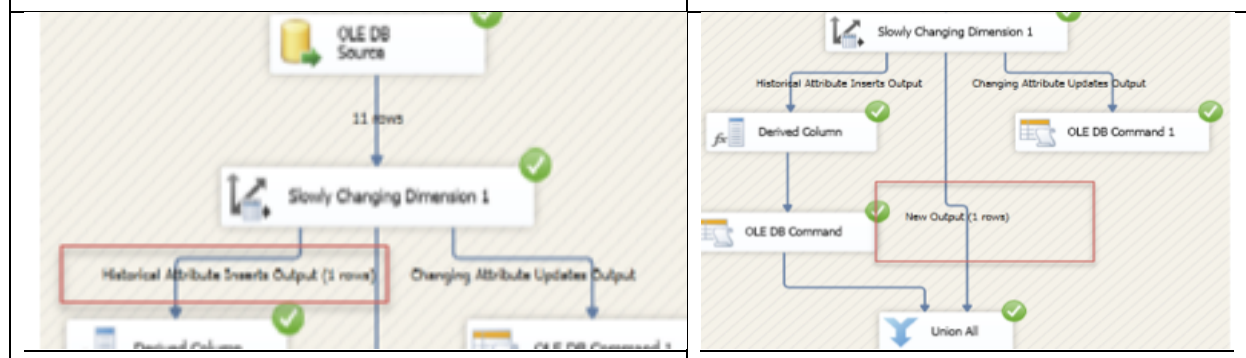 OLE DB
Source
11 rows
Slowly Changing Dimension 1
Historical Attribute Inserts Output (1 rows)
Changing Attribute Updates Output
Derived Column
OLE DB Command 1
Slowly Changing Dimension 1
Historical Attribute Inserts Output
Changing Attribute Updates Output
fx
Derived Column
OLE DB Command 1
OLE DB Command
New Output (1 rows)
Union All